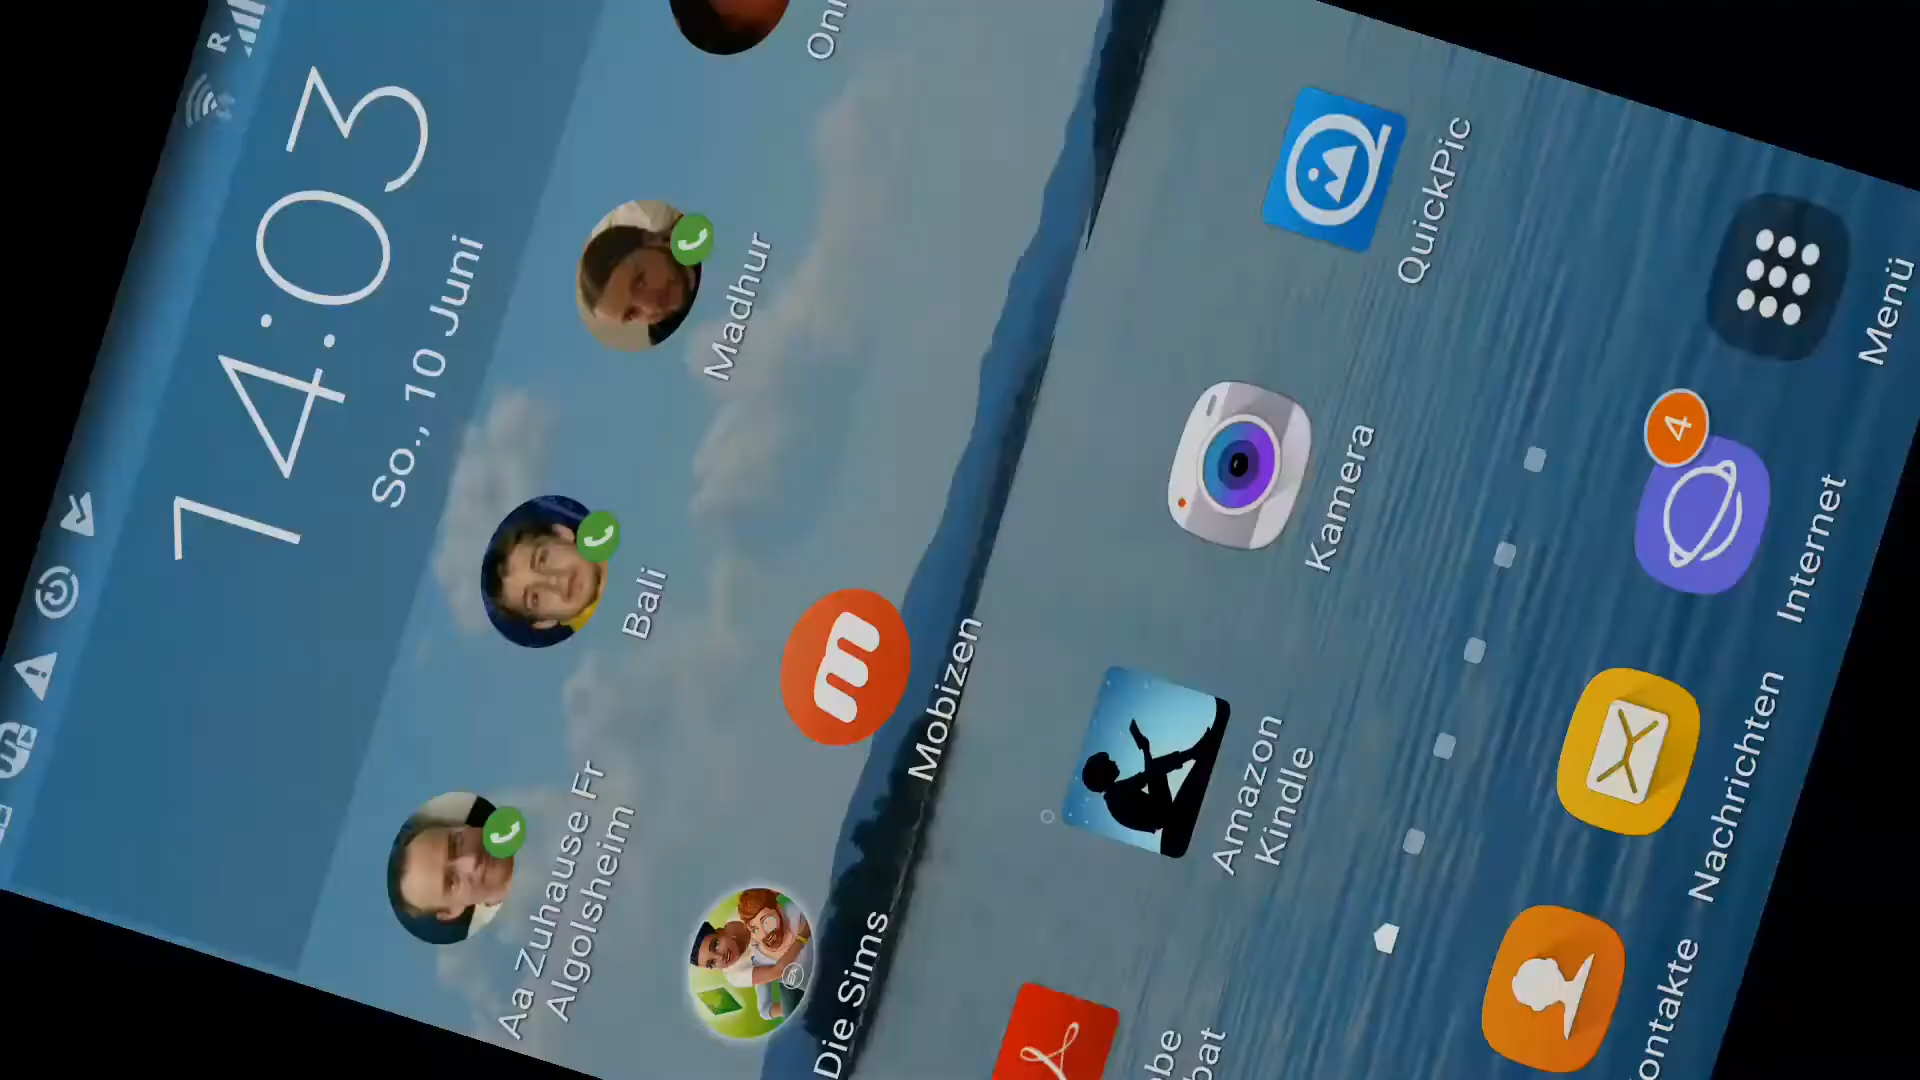 R
14:03
So., 10 Juni
Aa Zuhause Fr
Algolsheim
Bali
Madhur
Die Sims
Mobizen
Amazon
Kindle
Kamera
QuickPic
Nachrichten
4
Internet
Menü